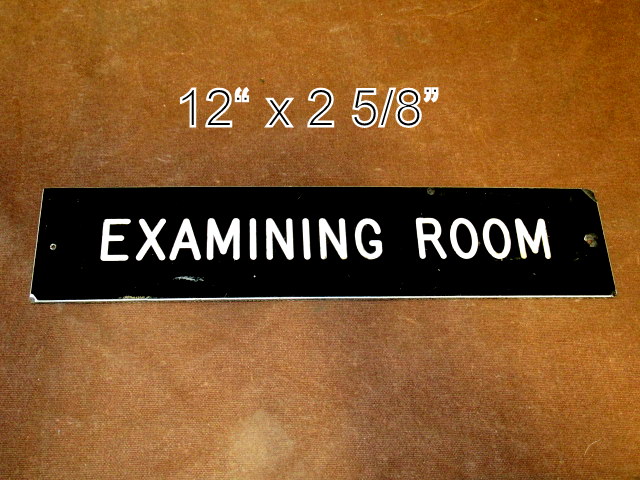 12“ x 2 5/8”
EXAMINING ROOM